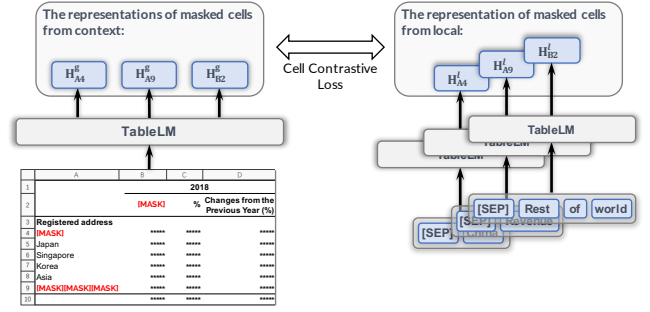 The representations of masked cells
from context:
H^g_A4 H^g_A9 H^g_B2
TableLM
Cell Contrastive
Loss
The representations of masked cells
from local:
H^l_A4 H^l_A9 H^l_B2
TableLM
[SEP] Rest of world
[SEP] Revenue
[SEP] China
A B C D
1 2018
2 [MASK] % Changes from the
Previous Year (%)
3 Registered address
4 [MASK] ***** ***** *****
5 Japan ***** ***** *****
6 Singapore ***** ***** *****
7 Korea ***** ***** *****
8 Asia ***** ***** *****
9 [MASK][MASK][MASK] ***** ***** *****
10 ***** ***** *****